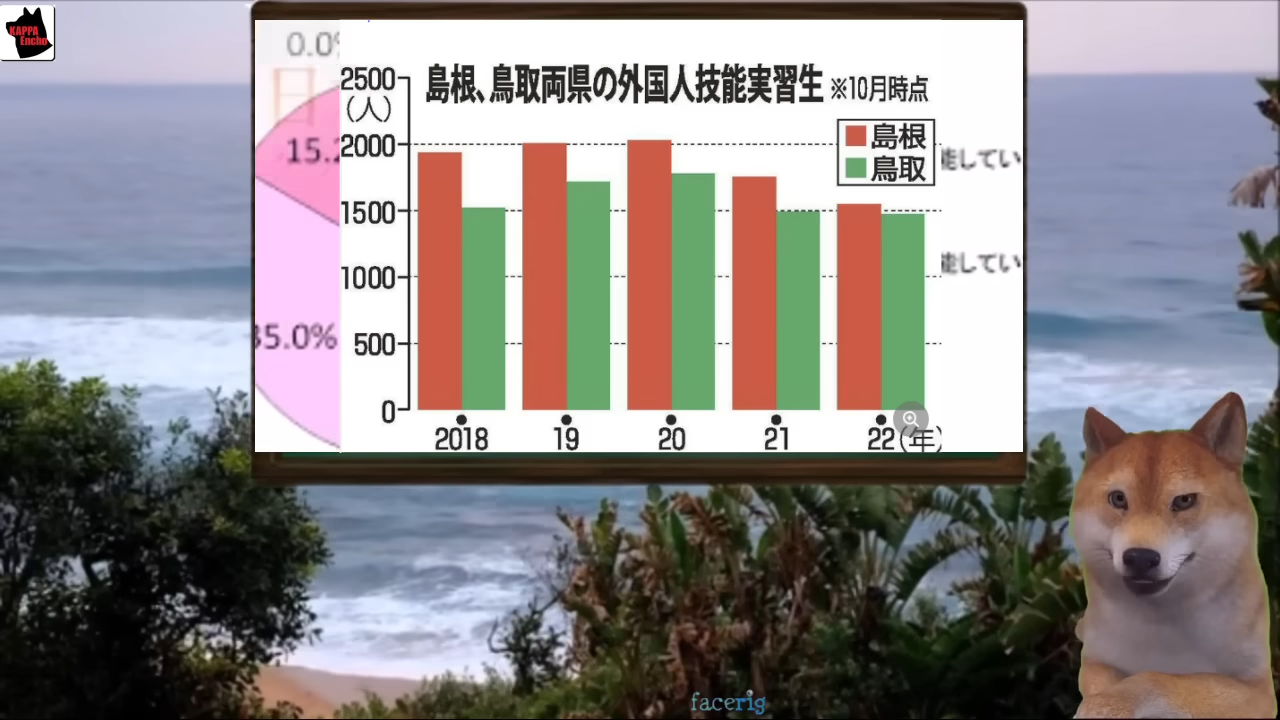 KAPPA
Encho
0.0%
15.2
35.0%
島根、鳥取両県の外国人技能実習生 ※10月時点
2500
(人)
2000
1500
1000
500
0
島根
鳥取
2018 19 20 21 22(年)
能してい
能してい
facerig